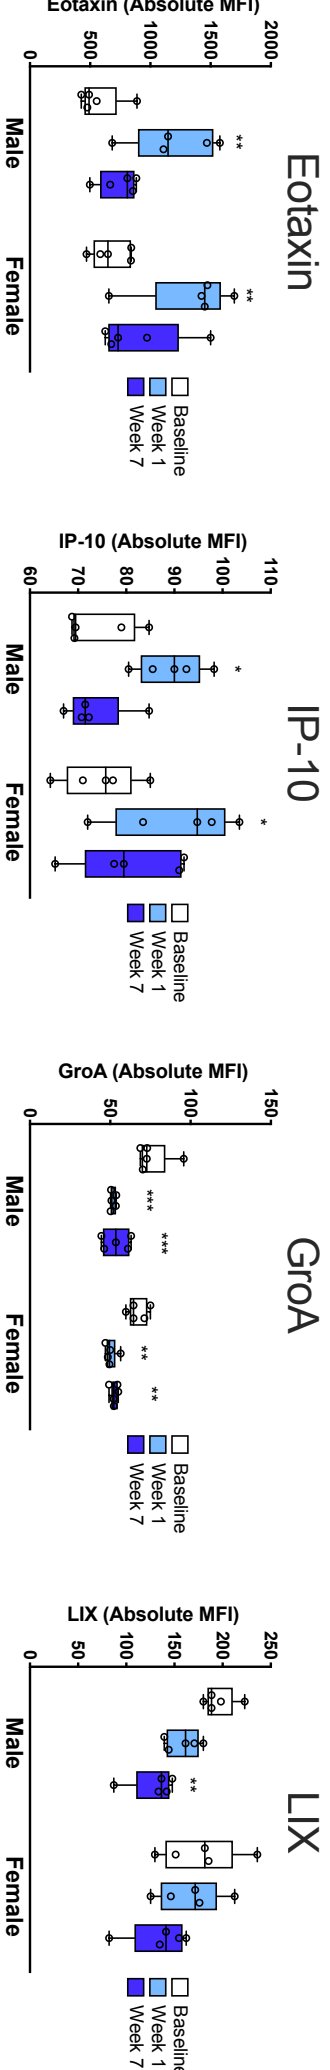 Eotaxin
Eotaxin (Absolute MFI)
2000
1500
1000
500
0
**
**
Male
Female
Baseline
Week 1
Week 7
IP-10
IP-10 (Absolute MFI)
110
100
90
80
70
60
*
*
Male
Female
Baseline
Week 1
Week 7
GroA
GroA (Absolute MFI)
150
100
50
0
***
***
**
**
Male
Female
Baseline
Week 1
Week 7
LIX
LIX (Absolute MFI)
250
200
150
100
50
0
**
Male
Female
Baseline
Week 1
Week 7